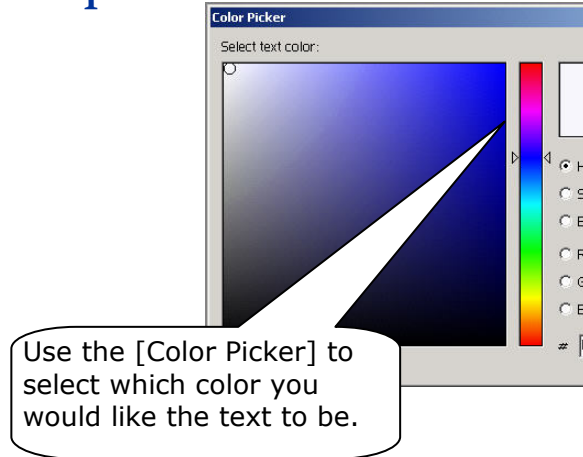 Color Picker
Select text color:
H
S
B
R
G
B
#
Use the [Color Picker] to
select which color you
would like the text to be.